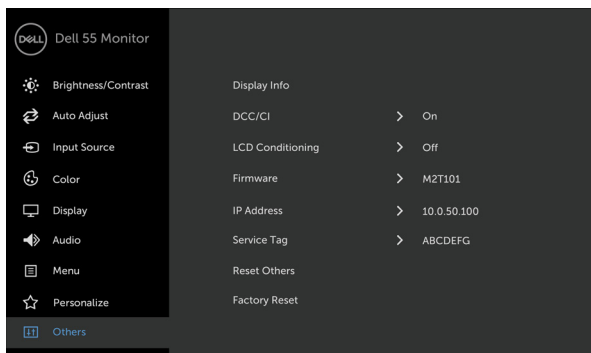 DELL Dell 55 Monitor
Brightness/Contrast
Auto Adjust
Input Source
Color
Display
Audio
Menu
Personalize
Others
Display Info
DCC/CI > On
LCD Conditioning > Off
Firmware > M2T101
IP Address > 10.0.50.100
Service Tag > ABCDEFG
Reset Others
Factory Reset